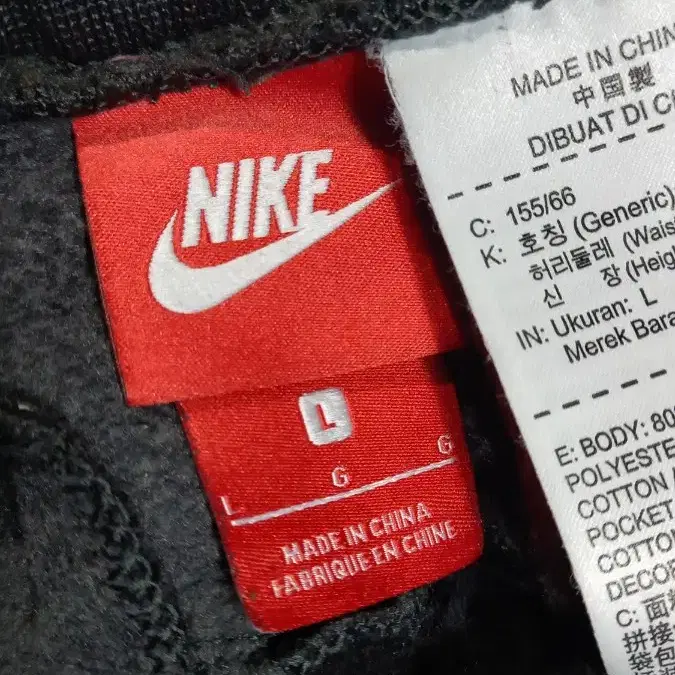 NIKE
L
L G G
MADE IN CHINA
FABRIQUE EN CHINE
MADE IN CHIN
中国製
DIBUAT DI C
C: 155/66
K: 호칭 (Generic)
허리둘레 (Wais
신 장 (Heig
IN: Ukuran: L
Merek Bara
E: BODY: 80
POLYESTE
COTTON
POCKET
COTTO
DECOR
C: 面
拼接
袋包